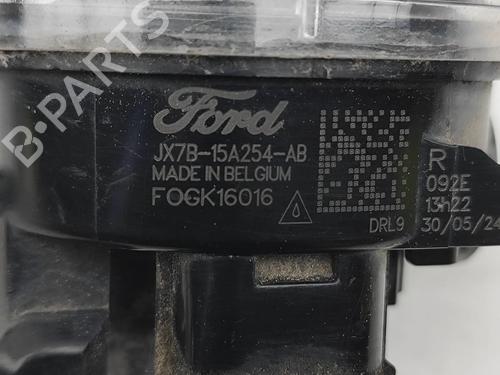 Ford
JX7B-15A254-AB
MADE IN BELGIUM
FOGK16016
DRL9
R
092E
13h22
30/05/24
B-PARTS